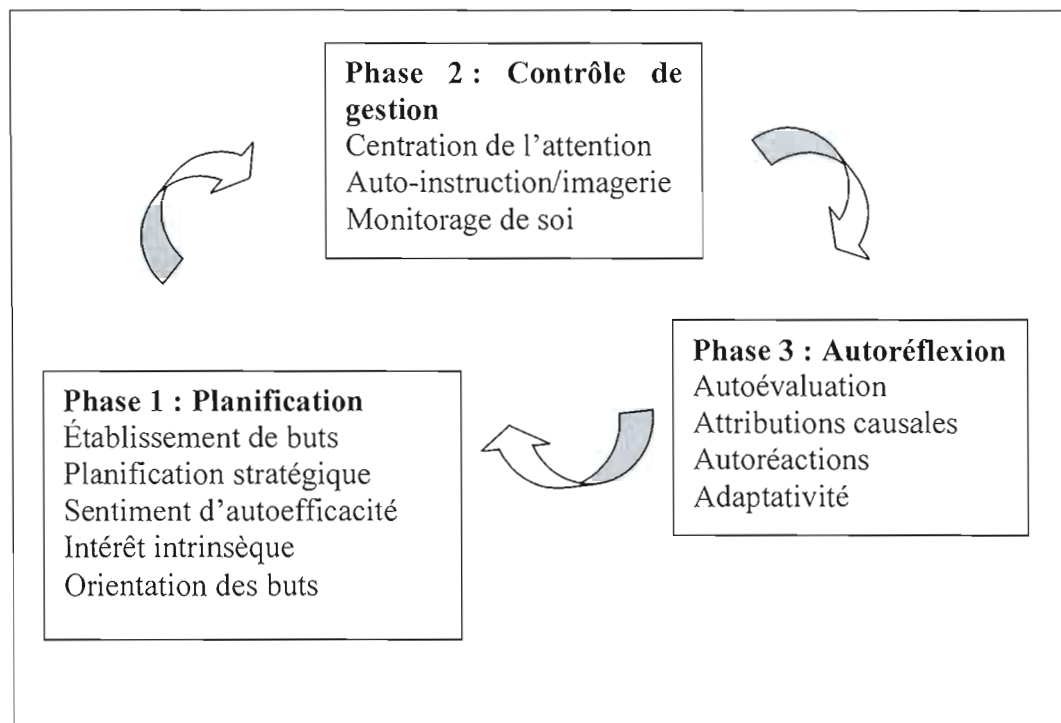 Phase 2 : Contrôle de
gestion
Centration de l'attention
Auto-instruction/imagerie
Monitorage de soi
Phase 3 : Autoréflexion
Autoévaluation
Attributions causales
Autoréactions
Adaptativité
Phase 1 : Planification
Établissement de buts
Planification stratégique
Sentiment d'autoefficacité
Intérêt intrinsèque
Orientation des buts